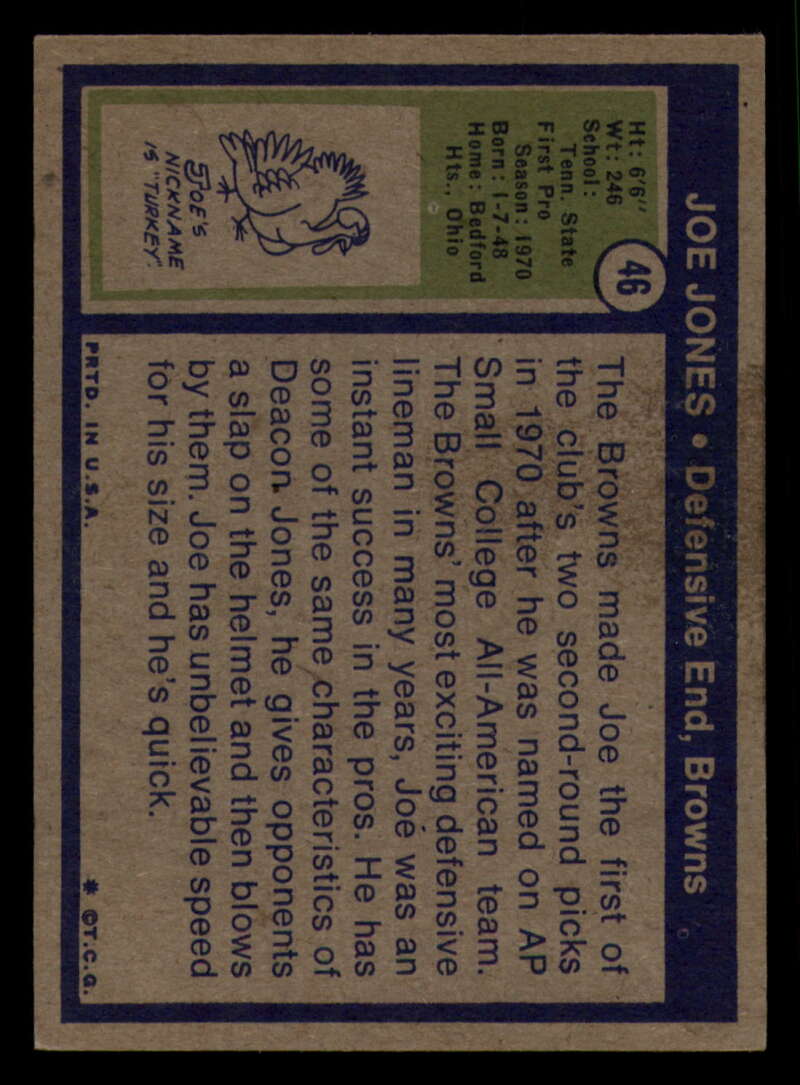 JOE JONES • Defensive End, Browns
46
Ht: 6'6"
Wt: 246
School:
Tenn. State
First Pro
Season: 1970
Born: 1-7-48
Home: Bedford
Hts., Ohio
JOE'S
NICKNAME
IS "TURKEY".
The Browns made Joe the first of
the club's two second-round picks
in 1970 after he was named on AP
Small College All-American team.
The Browns' most exciting defensive
lineman in many years, Joe was an
instant success in the pros. He has
some of the same characteristics of
Deacon Jones, he gives opponents
a slap on the helmet and then blows
by them. Joe has unbelievable speed
for his size and he's quick.
PRTD. IN U.S.A.
* ©T.C.G.